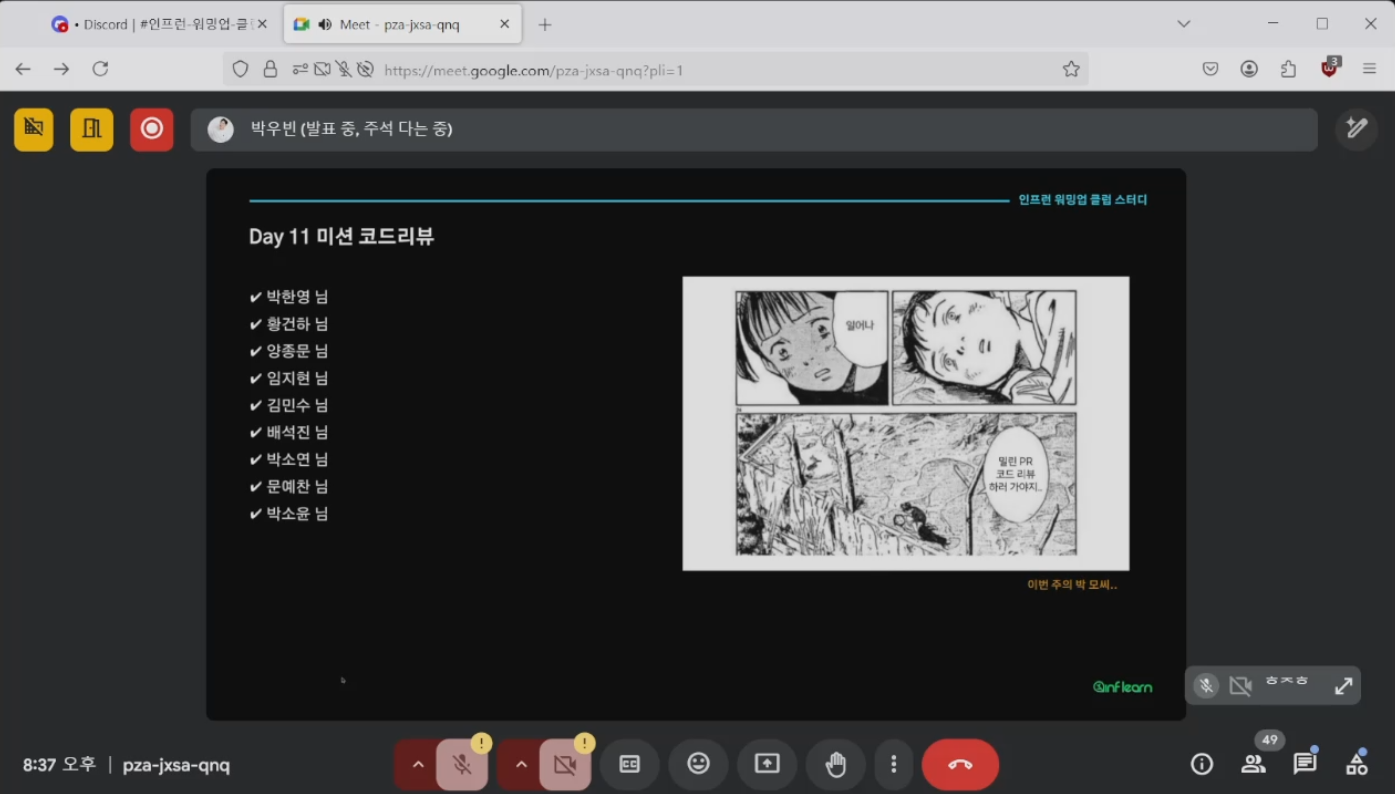 Discord | #인프런-워밍업-클
Meet - pza-jxsa-qnq
https://meet.google.com/pza-jxsa-qnq?pli=1
3
박우빈 (발표 중, 주석 다는 중)
인프런 워밍업 클럽 스터디
Day 11 미션 코드리뷰
✔ 박한영 님
✔ 황건하 님
✔ 양종문 님
✔ 임지현 님
✔ 김민수 님
✔ 배석진 님
✔ 박소연 님
✔ 문예찬 님
✔ 박소윤 님
일어나
밀린 PR
코드 리뷰
하러 가야지..
이번 주의 박 모씨..
inflearn
ㅎㅈㅎ
8:37 오후 | pza-jxsa-qnq
CC
49